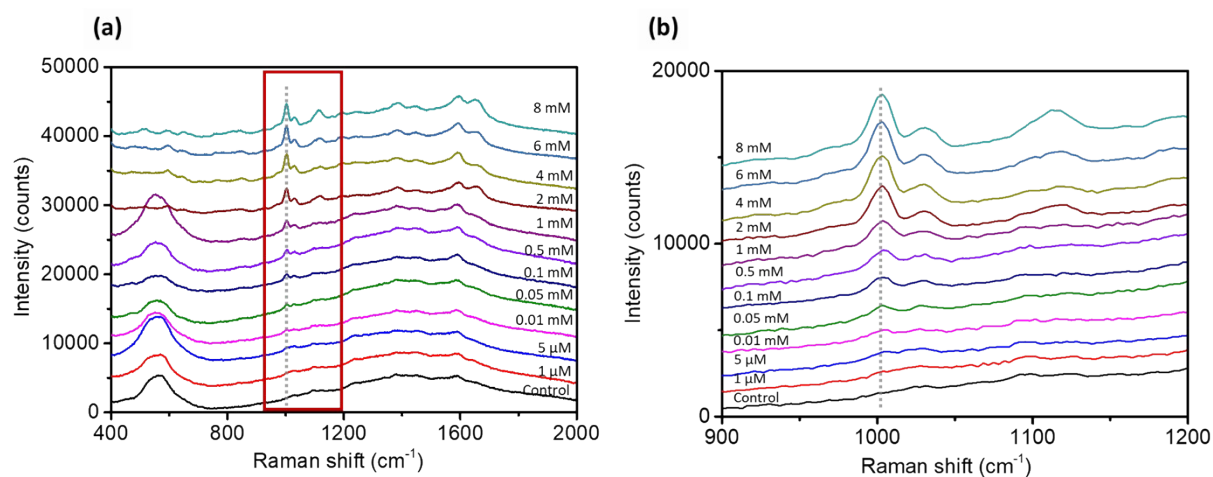 (a)
50000
40000
30000
20000
10000
0
Intensity (counts)
8 mM
6 mM
4 mM
2 mM
1 mM
0.5 mM
0.1 mM
0.05 mM
0.01 mM
5 μM
1 μM
Control
400 800 1200 1600 2000
Raman shift (cm⁻¹)
(b)
20000
10000
0
Intensity (counts)
8 mM
6 mM
4 mM
2 mM
1 mM
0.5 mM
0.1 mM
0.05 mM
0.01 mM
5 μM
1 μM
Control
900 1000 1100 1200
Raman shift (cm⁻¹)